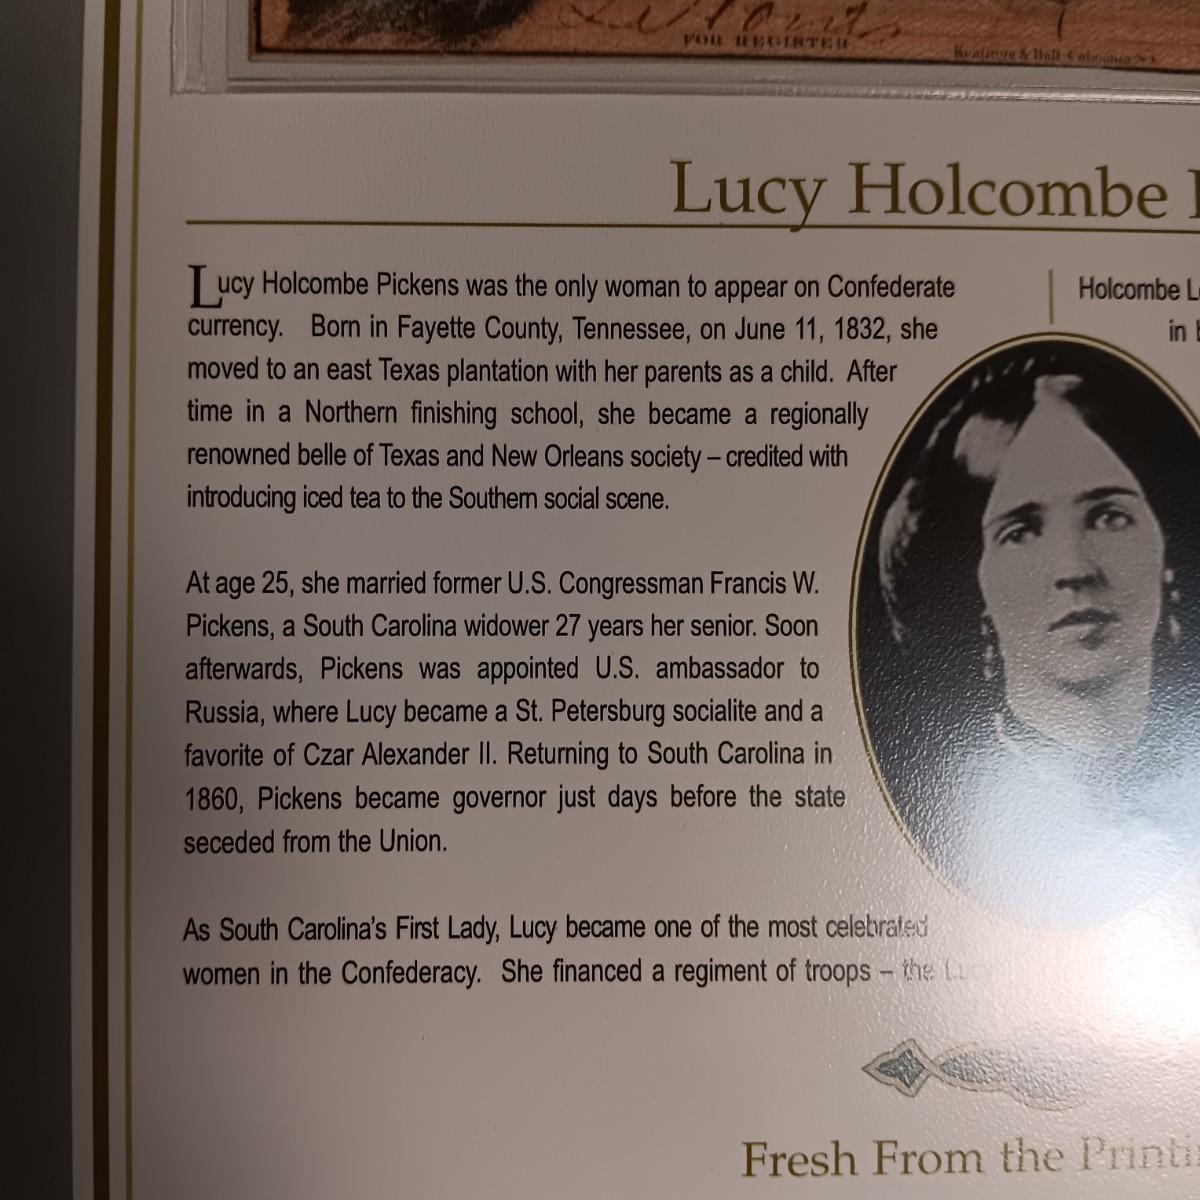 FOR REGISTER
Keatinge & Ball, Columbia, S.C.
Lucy Holcombe
Lucy Holcombe Pickens was the only woman to appear on Confederate
currency. Born in Fayette County, Tennessee, on June 11, 1832, she
moved to an east Texas plantation with her parents as a child. After
time in a Northern finishing school, she became a regionally
renowned belle of Texas and New Orleans society – credited with
introducing iced tea to the Southern social scene.
At age 25, she married former U.S. Congressman Francis W.
Pickens, a South Carolina widower 27 years her senior. Soon
afterwards, Pickens was appointed U.S. ambassador to
Russia, where Lucy became a St. Petersburg socialite and a
favorite of Czar Alexander II. Returning to South Carolina in
1860, Pickens became governor just days before the state
seceded from the Union.
As South Carolina's First Lady, Lucy became one of the most celebrated
women in the Confederacy. She financed a regiment of troops – the
Holcombe
in
Fresh From the